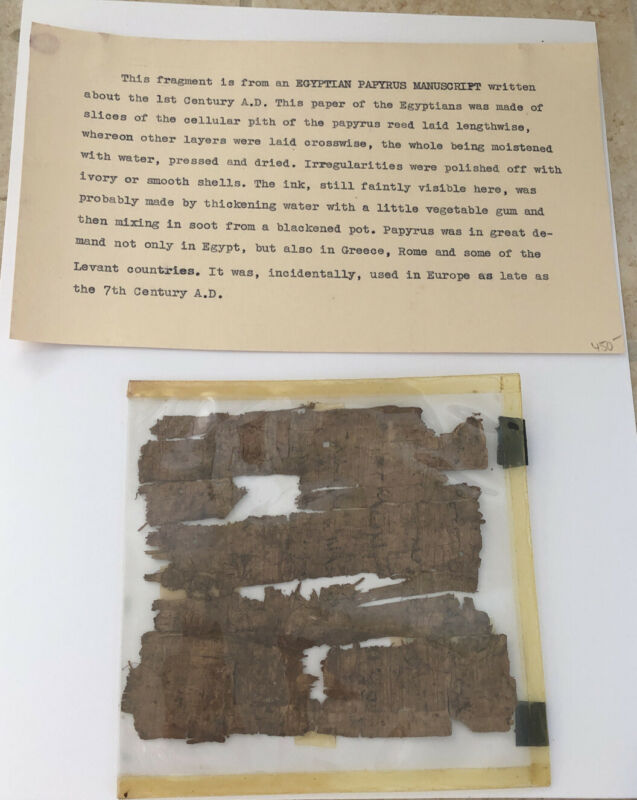 This fragment is from an EGYPTIAN PAPYRUS MANUSCRIPT written
about the 1st Century A.D. This paper of the Egyptians was made of
slices of the cellular pith of the papyrus reed laid lengthwise,
whereon other layers were laid crosswise, the whole being moistened
with water, pressed and dried. Irregularities were polished off with
ivory or smooth shells. The ink, still faintly visible here, was
probably made by thickening water with a little vegetable gum and
then mixing in soot from a blackened pot. Papyrus was in great de-
mand not only in Egypt, but also in Greece, Rome and some of the
Levant countries. It was, incidentally, used in Europe as late as
the 7th Century A.D.
450-